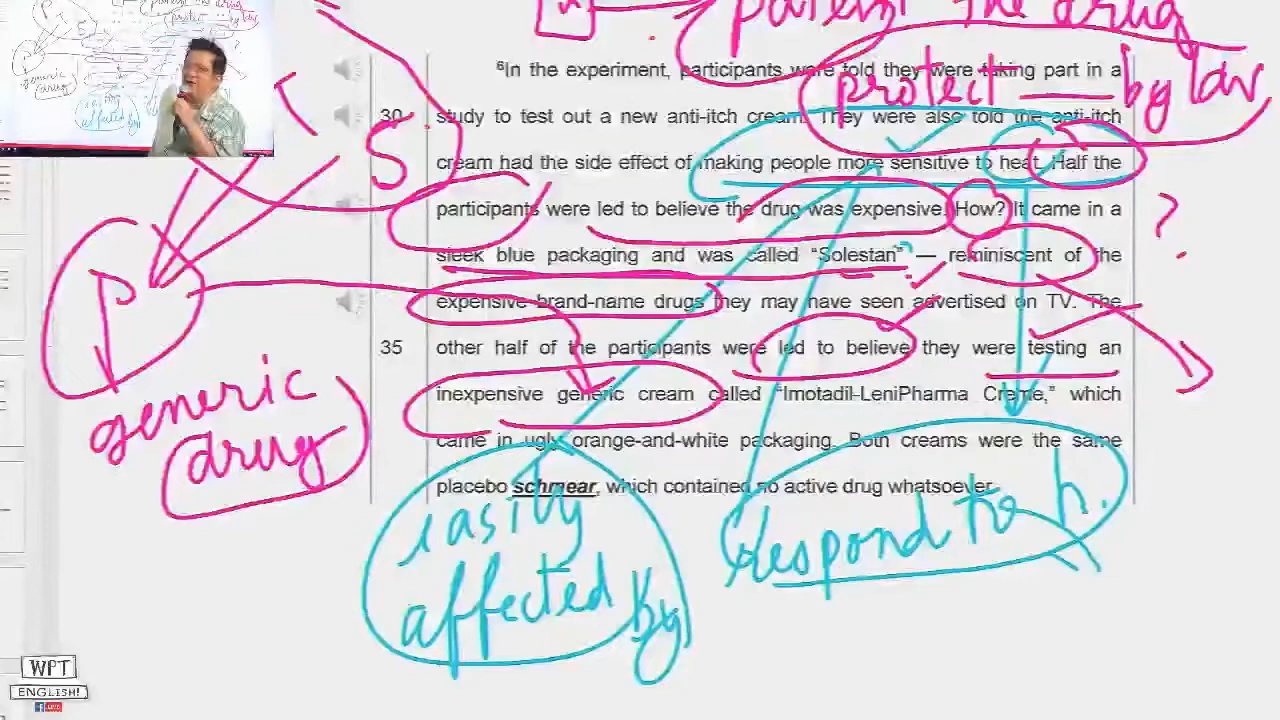 patent the drug
protect by law
⁶In the experiment, participants were told they were taking part in a
30 study to test out a new anti-itch cream. They were also told the anti-itch
cream had the side effect of making people more sensitive to heat. Half the
participants were led to believe the drug was expensive. How? It came in a
sleek blue packaging and was called “Solestan” — reminiscent of the
expensive brand-name drugs they may have seen advertised on TV. The
35 other half of the participants were led to believe they were testing an
inexpensive generic cream called “Imotadil-LeniPharma Creme,” which
came in ugly orange-and-white packaging. Both creams were the same
placebo schmear, which contained no active drug whatsoever.
S
?
P
generic
drug
easily
affected by
respond to h.
WPT
ENGLISH!
LIVE